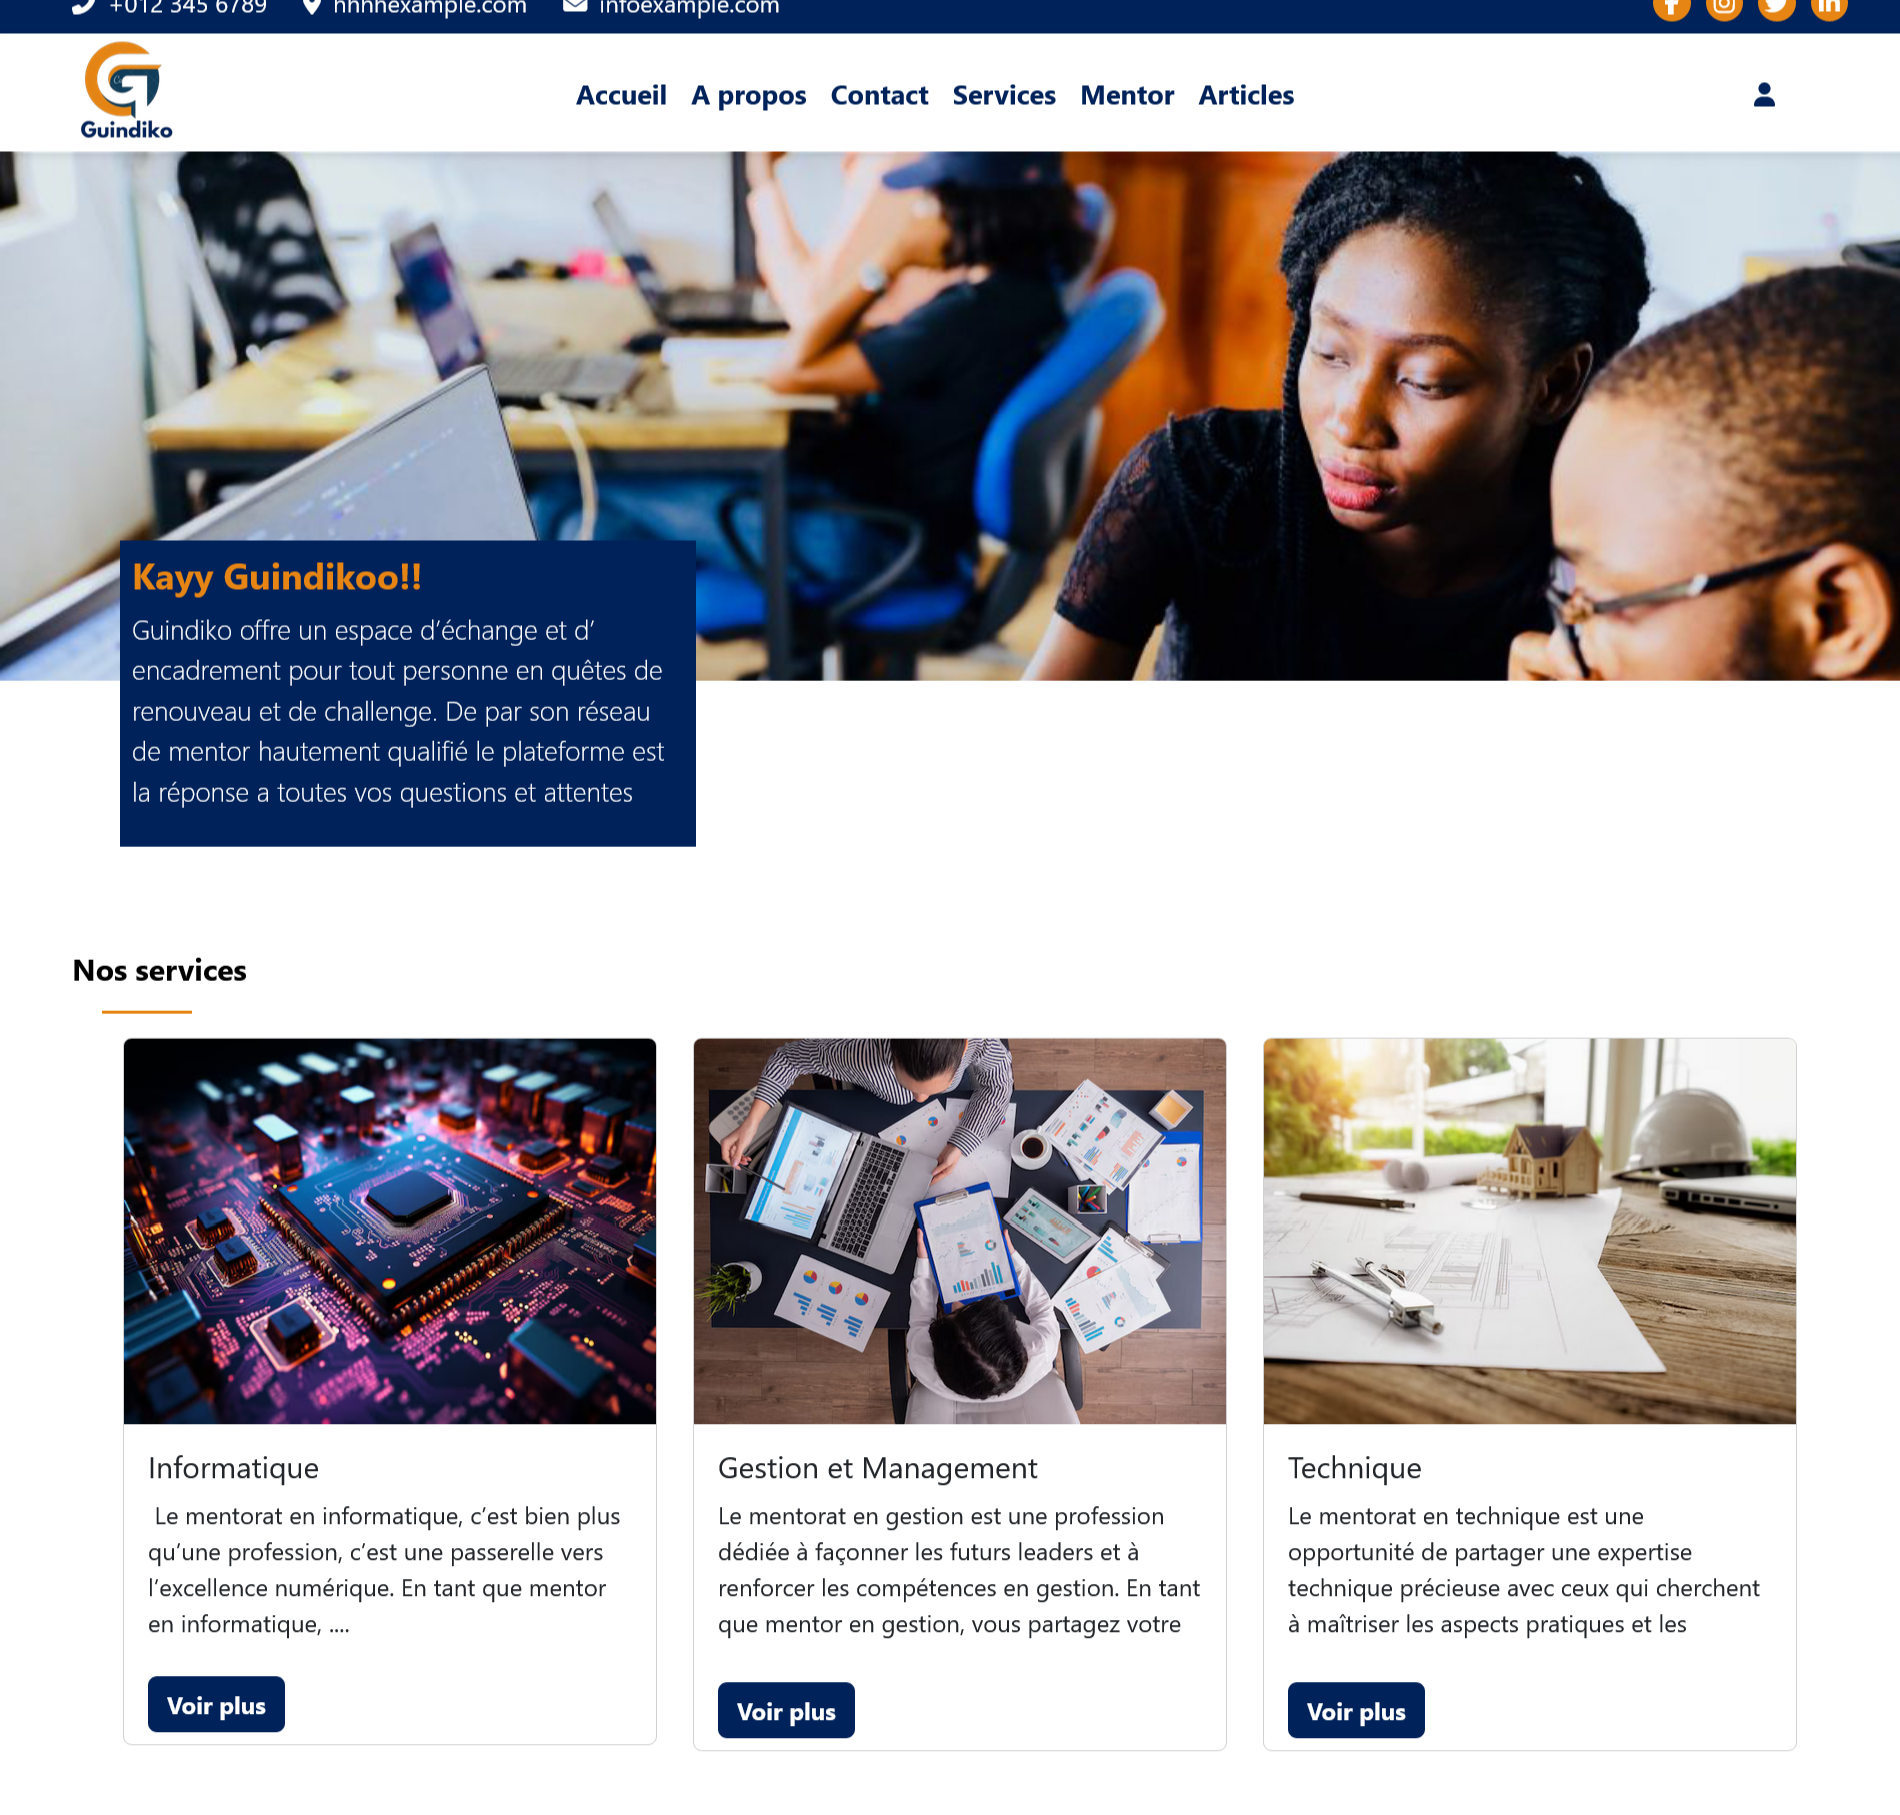 +012 345 6789 hhhhexample.com infoexample.com
Guindiko
Accueil A propos Contact Services Mentor Articles
Kayy Guindikoo!!
Guindiko offre un espace d’échange et d’
encadrement pour tout personne en quêtes de
renouveau et de challenge. De par son réseau
de mentor hautement qualifié le plateforme est
la réponse a toutes vos questions et attentes
Nos services
Informatique
Le mentorat en informatique, c’est bien plus
qu’une profession, c’est une passerelle vers
l’excellence numérique. En tant que mentor
en informatique, ....
Voir plus
Gestion et Management
Le mentorat en gestion est une profession
dédiée à façonner les futurs leaders et à
renforcer les compétences en gestion. En tant
que mentor en gestion, vous partagez votre
Voir plus
Technique
Le mentorat en technique est une
opportunité de partager une expertise
technique précieuse avec ceux qui cherchent
à maîtriser les aspects pratiques et les
Voir plus